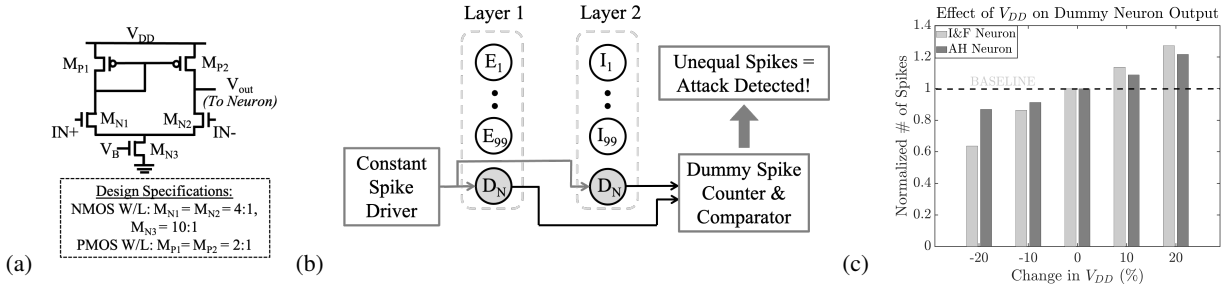 V_DD
M_P1
M_P2
V_out
(To Neuron)
M_N1
M_N2
IN+
IN-
V_B
M_N3
Design Specifications:
NMOS W/L: M_N1 = M_N2 = 4:1,
M_N3 = 10:1
PMOS W/L: M_P1 = M_P2 = 2:1
(a)
Layer 1
Layer 2
E_1
E_99
D_N
I_1
I_99
D_N
Constant
Spike
Driver
Unequal Spikes =
Attack Detected!
Dummy Spike
Counter &
Comparator
(b)
Effect of V_DD on Dummy Neuron Output
I&F Neuron
AH Neuron
BASELINE
Normalized # of Spikes
1.4
1.2
1
0.8
0.6
0.4
0.2
0
-20
-10
0
10
20
Change in V_DD (%)
(c)